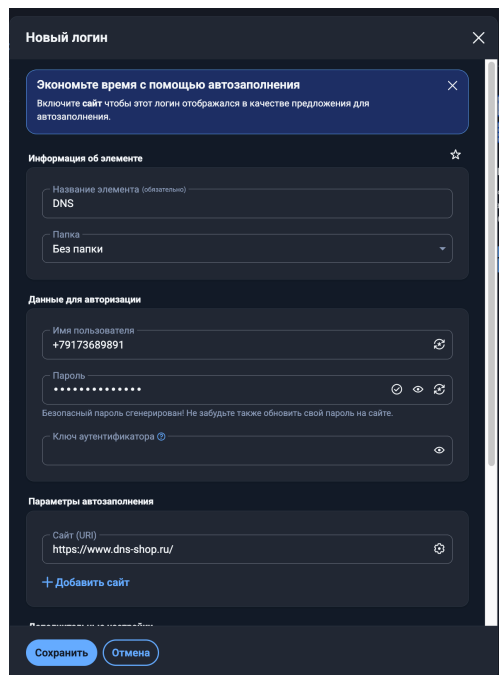 Новый логин
Экономьте время с помощью автозаполнения
Включите сайт чтобы этот логин отображался в качестве предложения для
автозаполнения.
Информация об элементе
Название элемента (обязательно)
DNS
Папка
Без папки
Данные для авторизации
Имя пользователя
+79173689891
Пароль
••••••••••••••
Безопасный пароль сгенерирован! Не забудьте также обновить свой пароль на сайте.
Ключ аутентификатора
Параметры автозаполнения
Сайт (URI)
https://www.dns-shop.ru/
+ Добавить сайт
Дополнительные настройки
Сохранить
Отмена